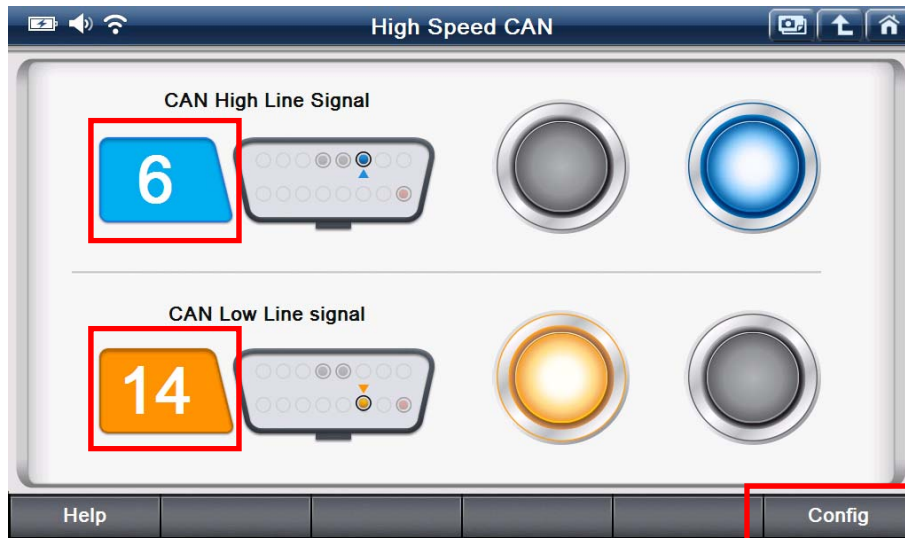 High Speed CAN
CAN High Line Signal
6
CAN Low Line signal
14
Help
Config